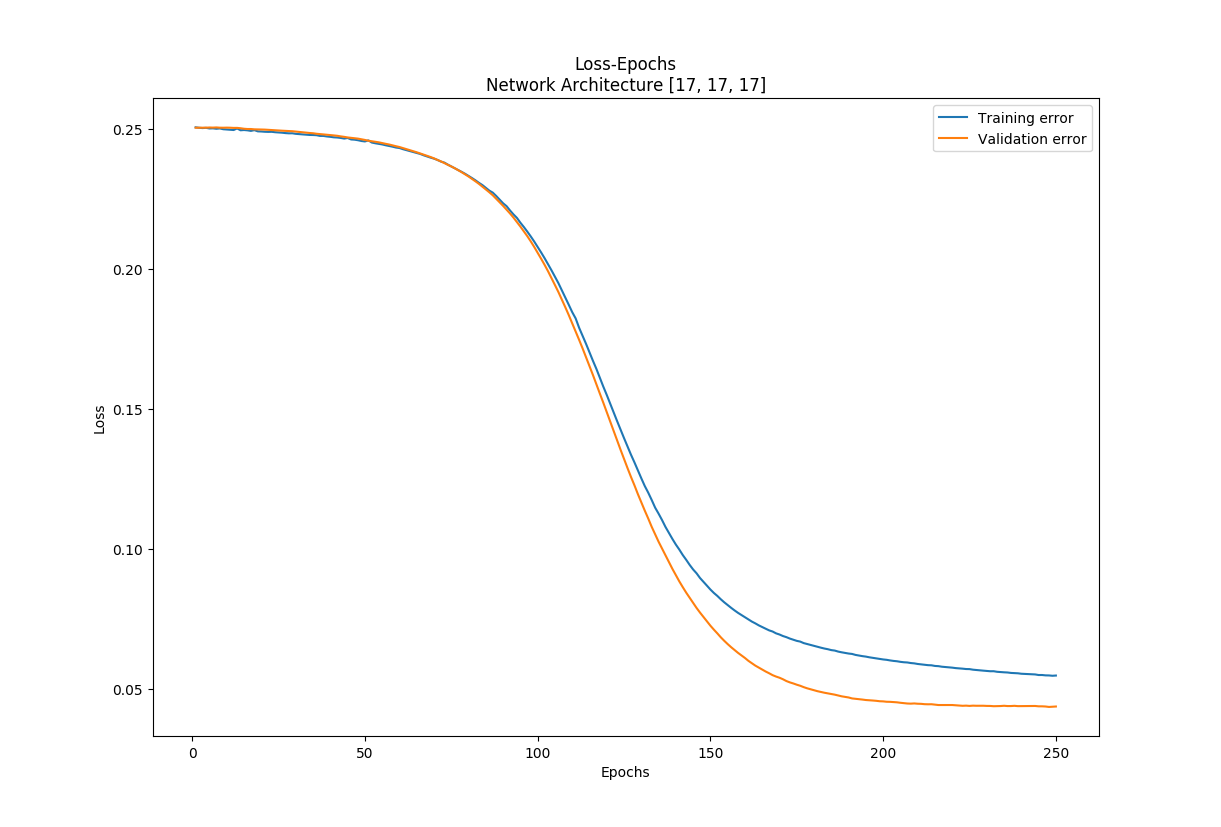 Loss-Epochs
Network Architecture [17, 17, 17]
Training error
Validation error
0.25
0.20
0.15
0.10
0.05
Loss
0
50
100
150
200
250
Epochs